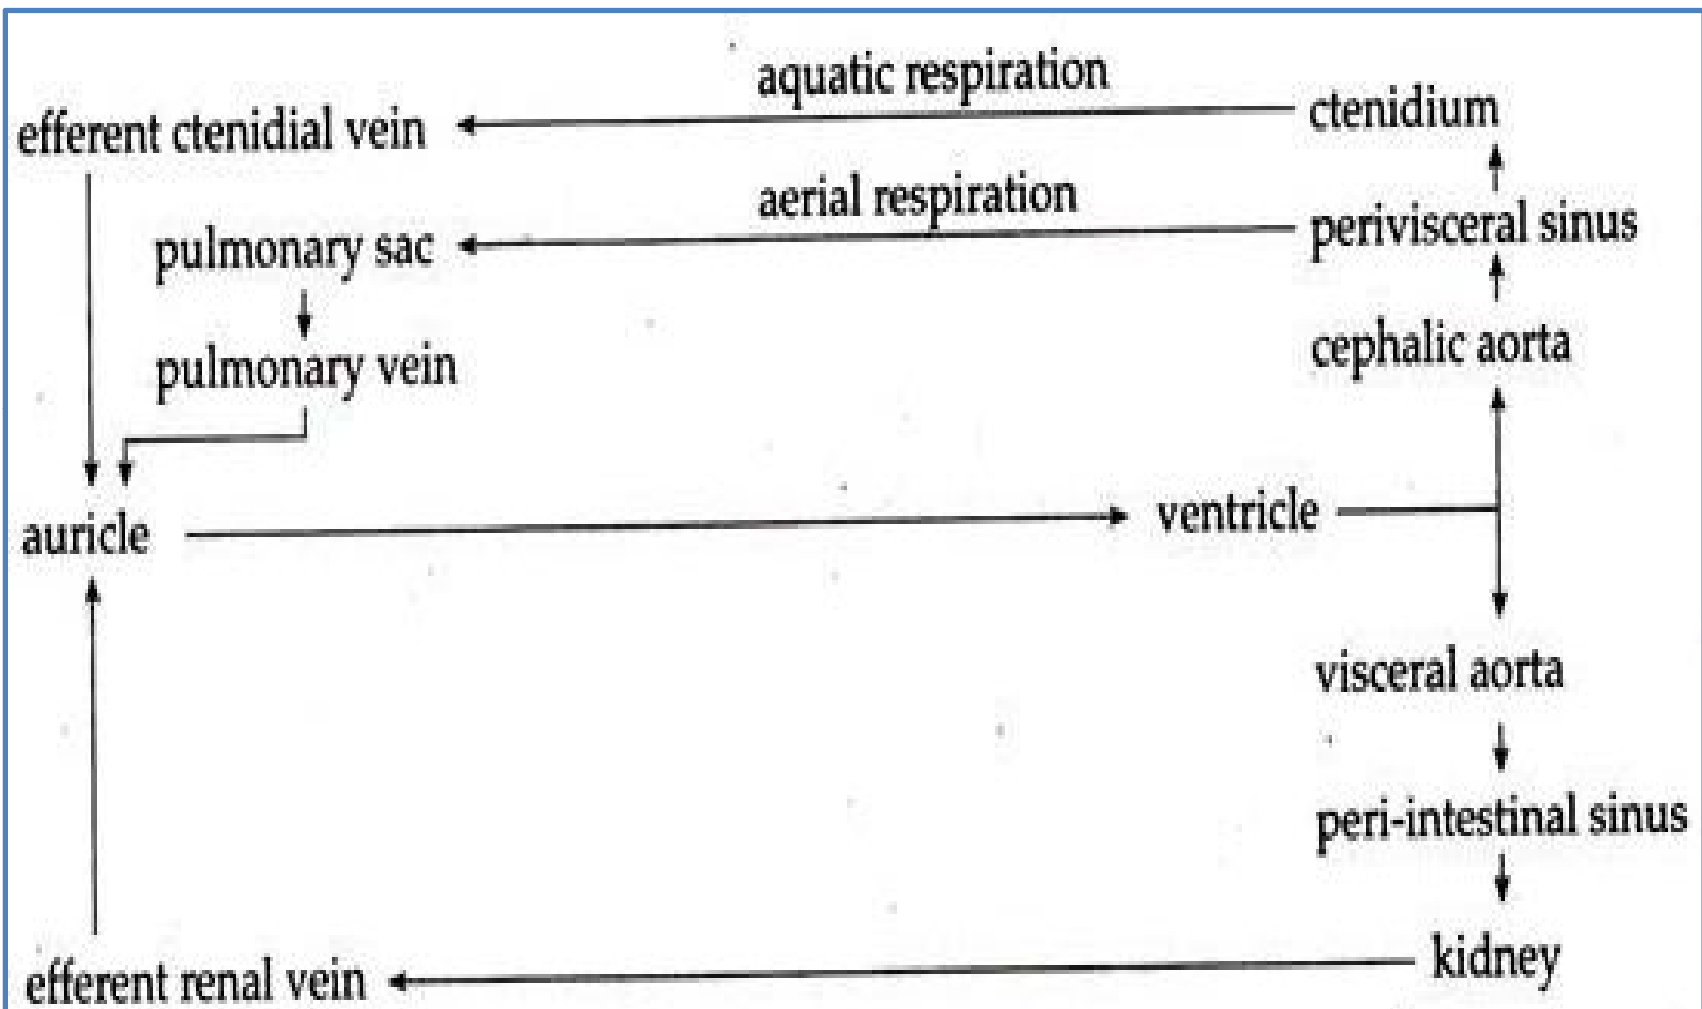 aquatic respiration
efferent ctenidial vein
ctenidium
aerial respiration
pulmonary sac
perivisceral sinus
pulmonary vein
cephalic aorta
auricle
ventricle
visceral aorta
peri-intestinal sinus
efferent renal vein
kidney